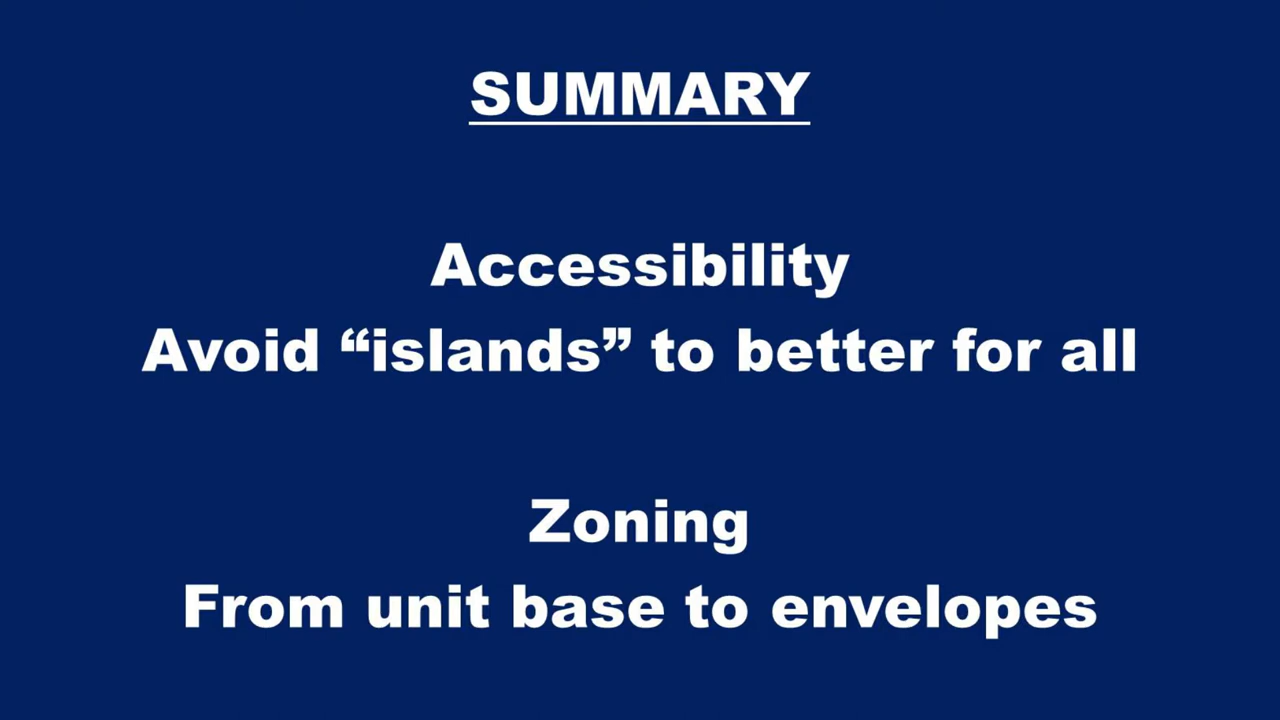 SUMMARY
Accessibility
Avoid “islands” to better for all
Zoning
From unit base to envelopes